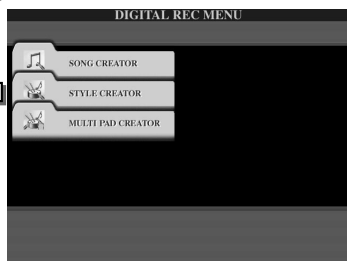 DIGITAL REC MENU
SONG CREATOR
STYLE CREATOR
MULTI PAD CREATOR